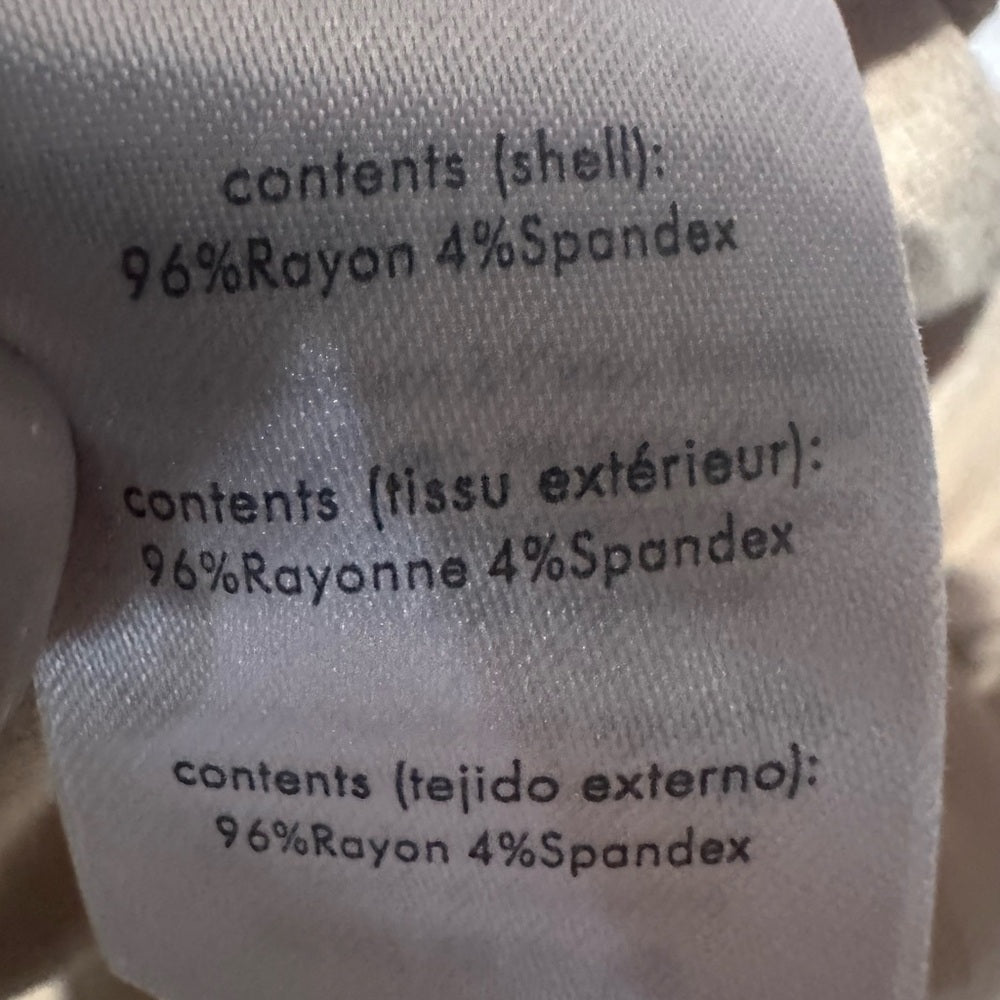 contents (shell):
96%Rayon 4%Spandex
contents (tissu extérieur):
96%Rayonne 4%Spandex
contents (tejido externo):
96%Rayon 4%Spandex